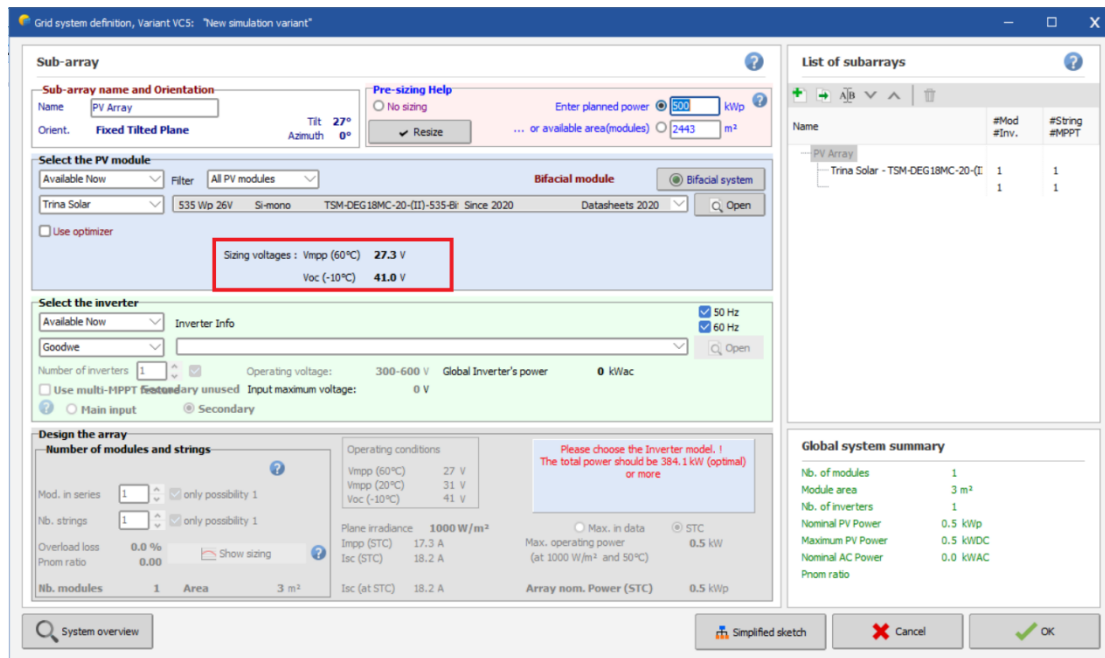 Grid system definition, Variant VC5: "New simulation variant"
Sub-array
Sub-array name and Orientation
Name PV Array
Orient. Fixed Tilted Plane
Tilt 27°
Azimuth 0°
Pre-sizing Help
No sizing
Enter planned power 500 kWp
Resize
... or available area(modules) 2443 m²
Select the PV module
Available Now Filter All PV modules
Bifacial module
Bifacial system
Trina Solar
535 Wp 26V Si-mono TSM-DEG18MC-20-(II)-535-Bi Since 2020 Datasheets 2020
Open
Use optimizer
Sizing voltages : Vmpp (60°C) 27.3 V
Voc (-10°C) 41.0 V
Select the inverter
Available Now Inverter Info
50 Hz
60 Hz
Goodwe
Open
Number of inverters 1
Operating voltage: 300-600 V Global Inverter's power 0 kWac
Use multi-MPPT unused Input maximum voltage: 0 V
Main input Secondary
Design the array
Number of modules and strings
Mod. in series 1 only possibility 1
Nb. strings 1 only possibility 1
Overload loss 0.0 %
Pnom ratio 0.00
Show sizing
Nb. modules 1 Area 3 m²
Operating conditions
Vmpp (60°C) 27 V
Vmpp (20°C) 31 V
Voc (-10°C) 41 V
Plane irradiance 1000 W/m²
Impp (STC) 17.3 A
Isc (STC) 18.2 A
Isc (at STC) 18.2 A
Please choose the Inverter model. !
The total power should be 384.1 kW (optimal)
or more
Max. in data STC
Max. operating power 0.5 kW
(at 1000 W/m² and 50°C)
Array nom. Power (STC) 0.5 kWp
List of subarrays
Name
#Mod #String
#Inv. #MPPT
PV Array
Trina Solar - TSM-DEG18MC-20-(I 1 1
1 1
Global system summary
Nb. of modules 1
Module area 3 m²
Nb. of inverters 1
Nominal PV Power 0.5 kWp
Maximum PV Power 0.5 kWDC
Nominal AC Power 0.0 kWAC
Pnom ratio
System overview
Simplified sketch
Cancel
OK